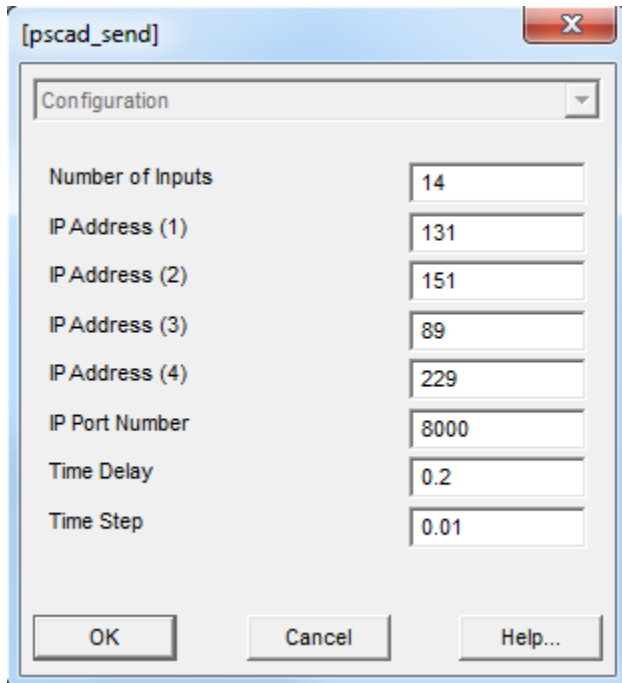 [pscad_send]
Configuration
Number of Inputs 14
IP Address (1) 131
IP Address (2) 151
IP Address (3) 89
IP Address (4) 229
IP Port Number 8000
Time Delay 0.2
Time Step 0.01
OK Cancel Help...